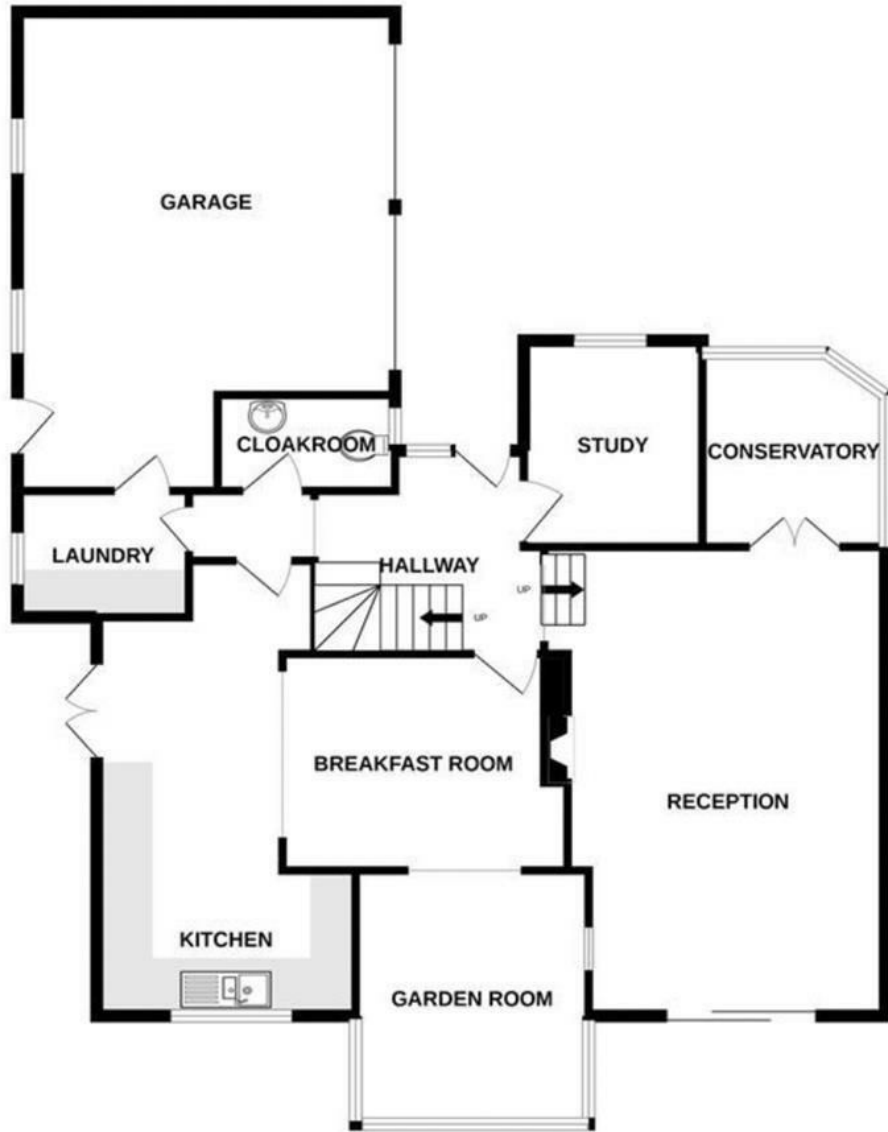 GARAGE
CLOAKROOM
STUDY
CONSERVATORY
LAUNDRY
HALLWAY
UP
UP
BREAKFAST ROOM
RECEPTION
KITCHEN
GARDEN ROOM